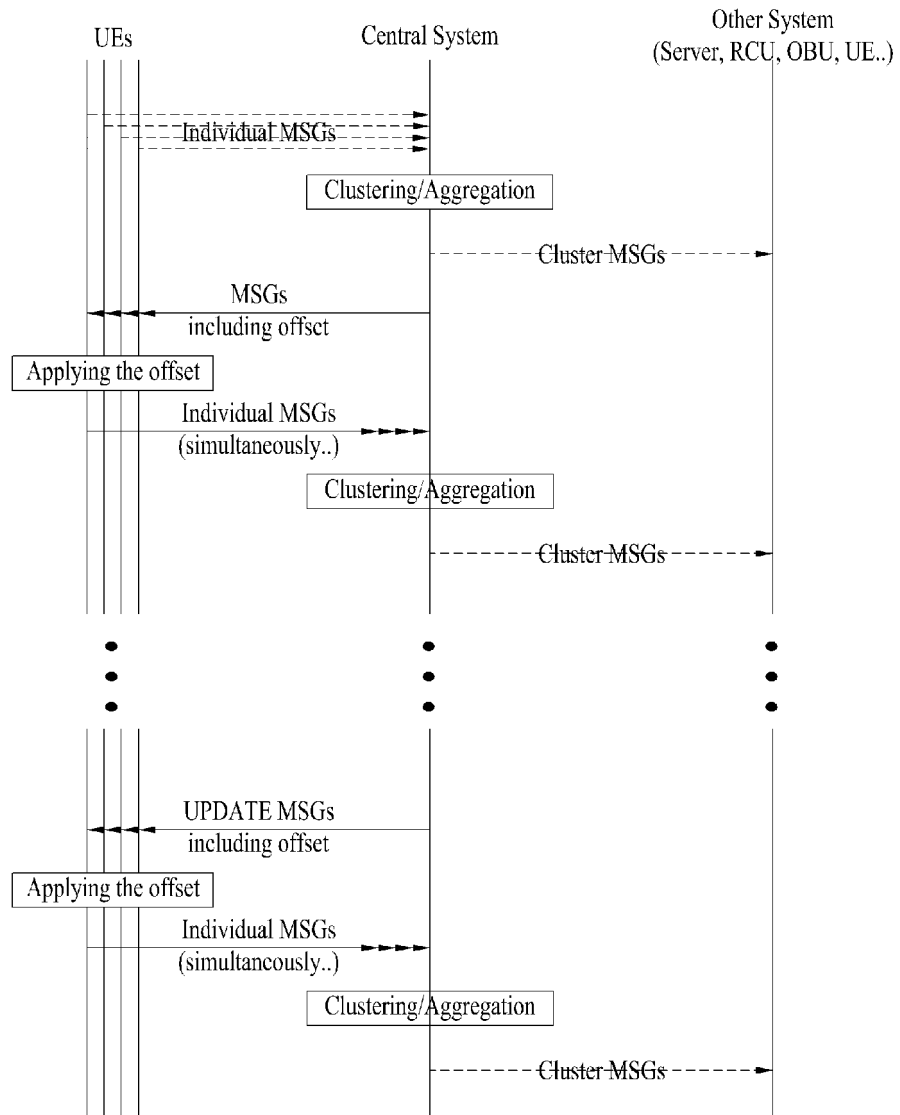 UEs
Central System
Other System
(Server, RCU, OBU, UE..)
Individual MSGs
Clustering/Aggregation
Cluster MSGs
MSGs
including offset
Applying the offset
Individual MSGs
(simultaneously..)
Clustering/Aggregation
Cluster MSGs
UPDATE MSGs
including offset
Applying the offset
Individual MSGs
(simultaneously..)
Clustering/Aggregation
Cluster MSGs